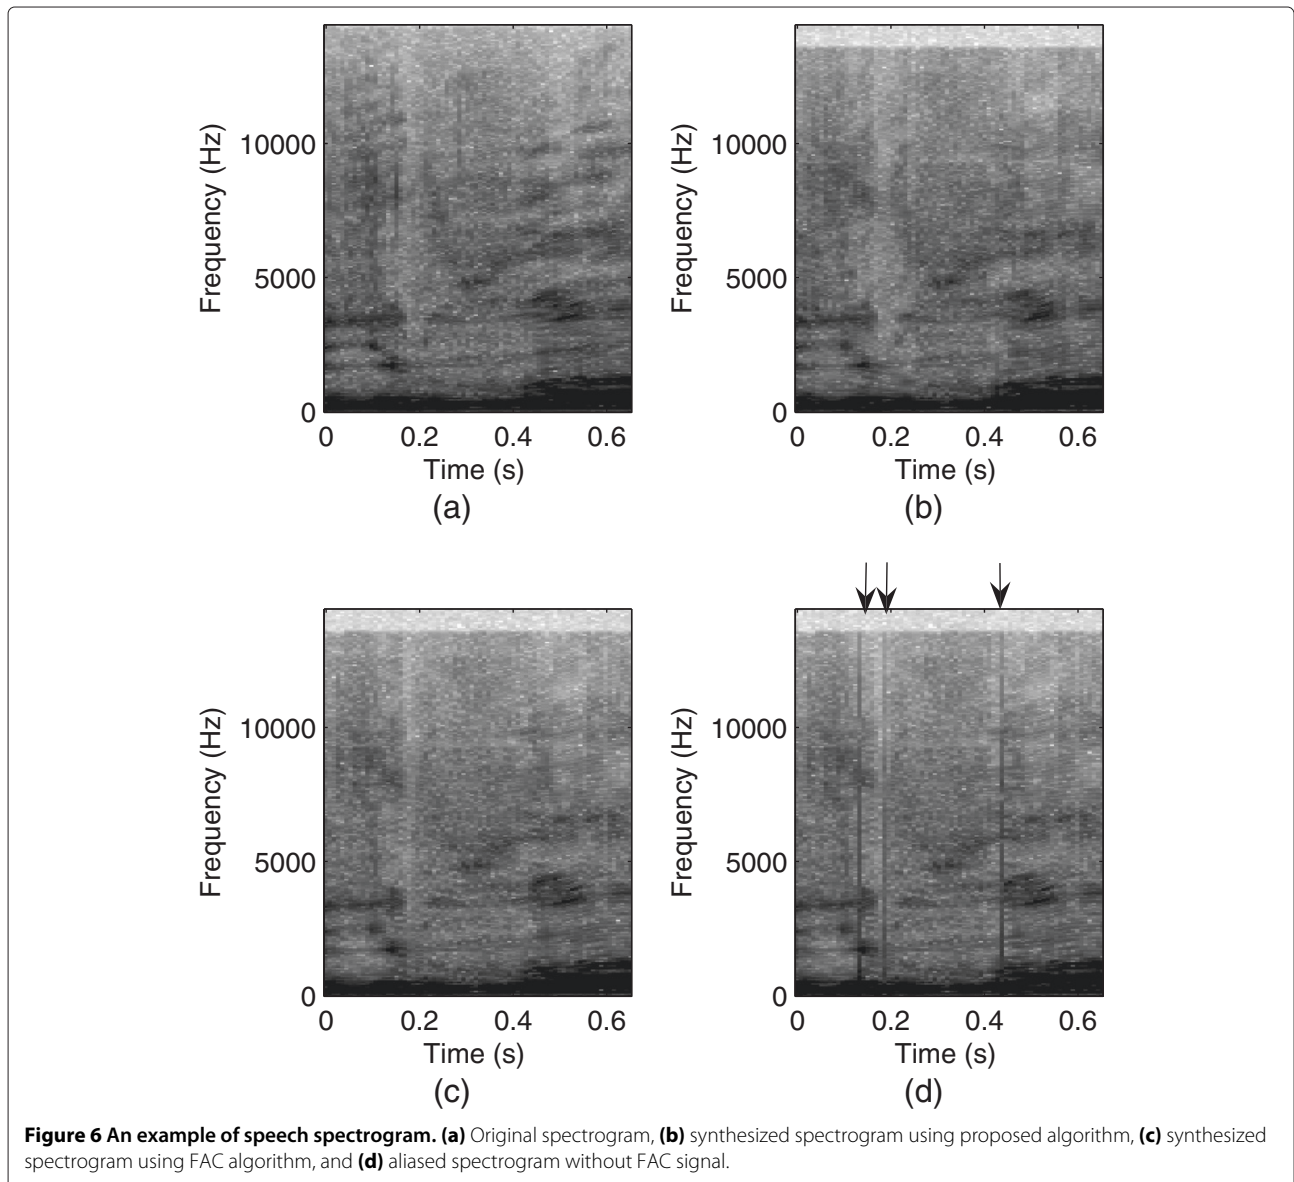 10000
5000
0
Frequency (Hz)
0 0.2 0.4 0.6
Time (s)
(a)
10000
5000
0
Frequency (Hz)
0 0.2 0.4 0.6
Time (s)
(b)
10000
5000
0
Frequency (Hz)
0 0.2 0.4 0.6
Time (s)
(c)
10000
5000
0
Frequency (Hz)
0 0.2 0.4 0.6
Time (s)
(d)
Figure 6 An example of speech spectrogram. (a) Original spectrogram, (b) synthesized spectrogram using proposed algorithm, (c) synthesized
spectrogram using FAC algorithm, and (d) aliased spectrogram without FAC signal.